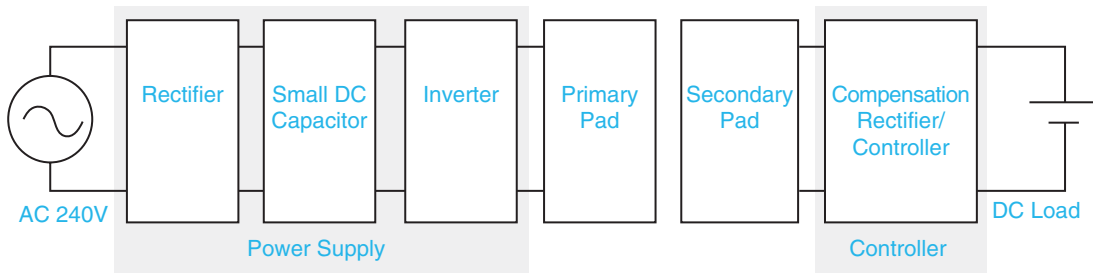 Rectifier
Small DC
Capacitor
Inverter
Primary
Pad
Secondary
Pad
Compensation
Rectifier/
Controller
AC 240V
DC Load
Power Supply
Controller